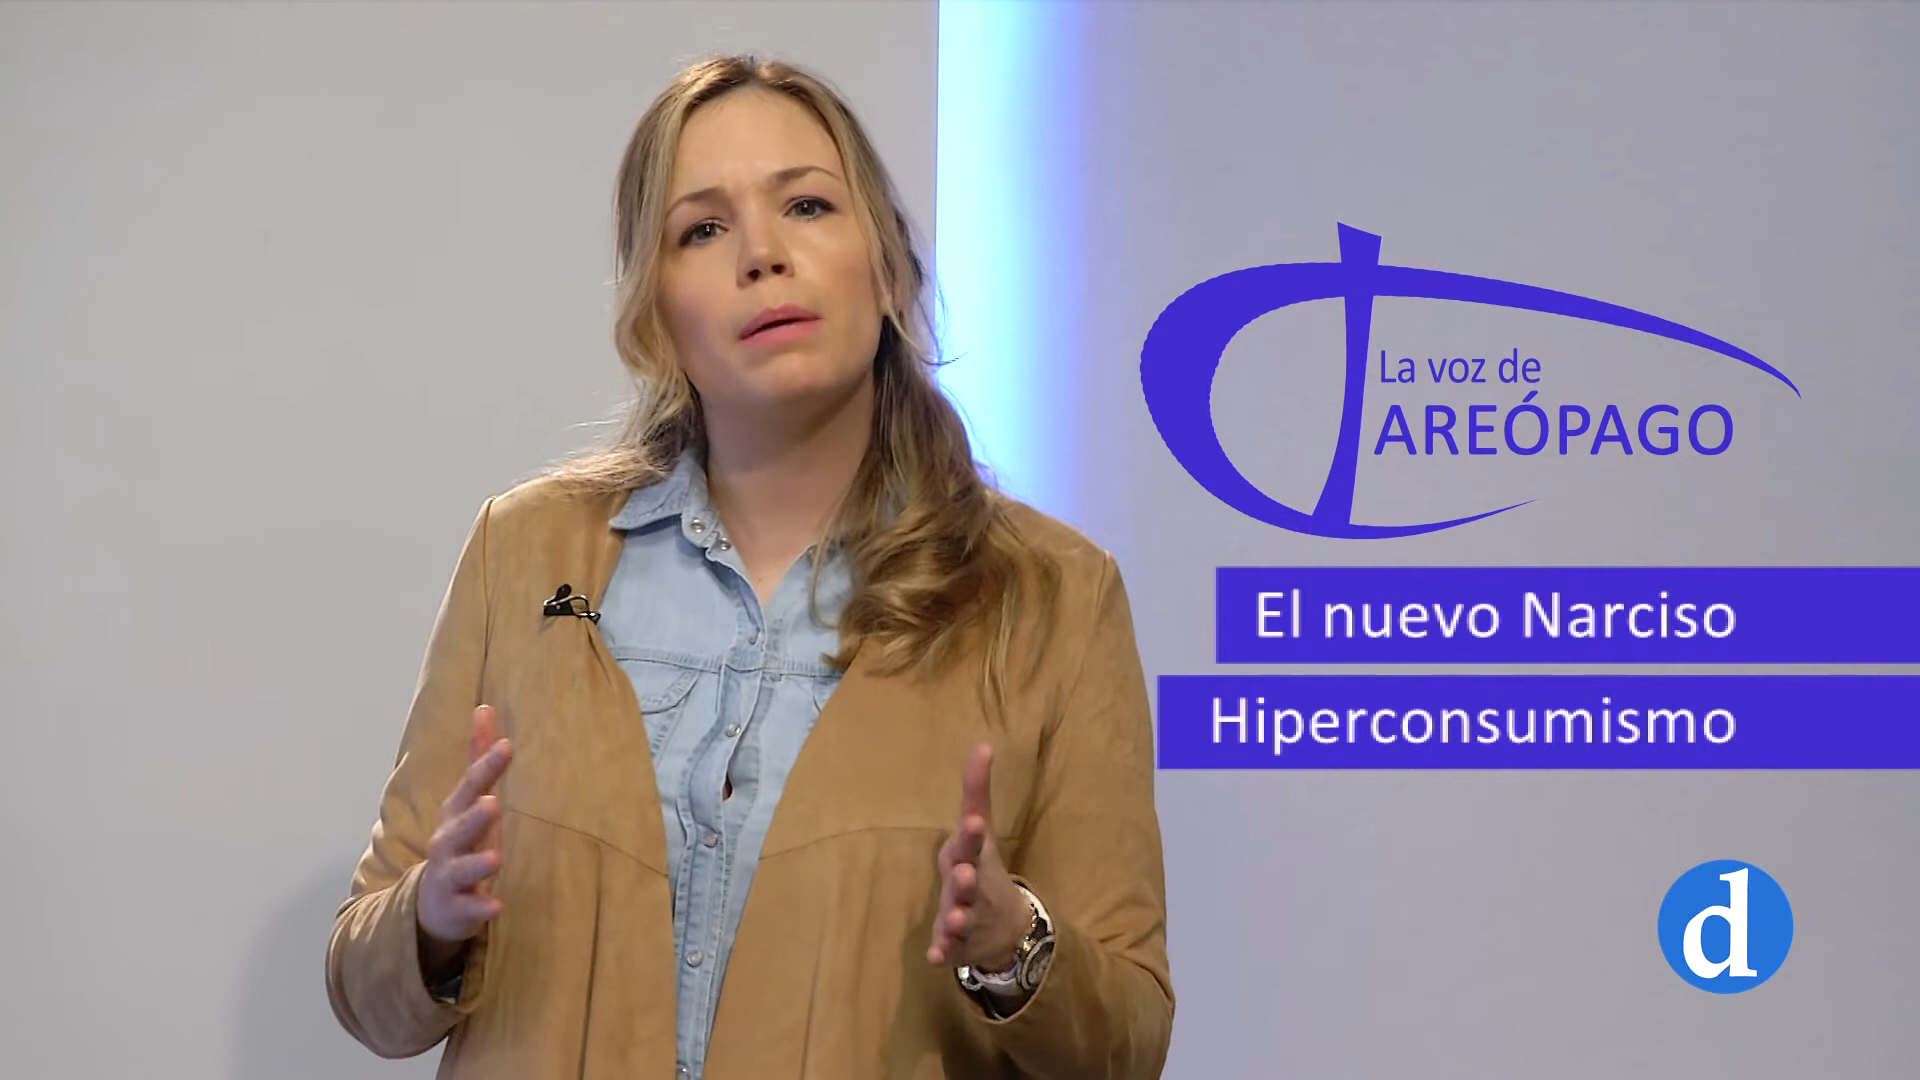 La voz de
AREÓPAGO
El nuevo Narciso
Hiperconsumismo
d